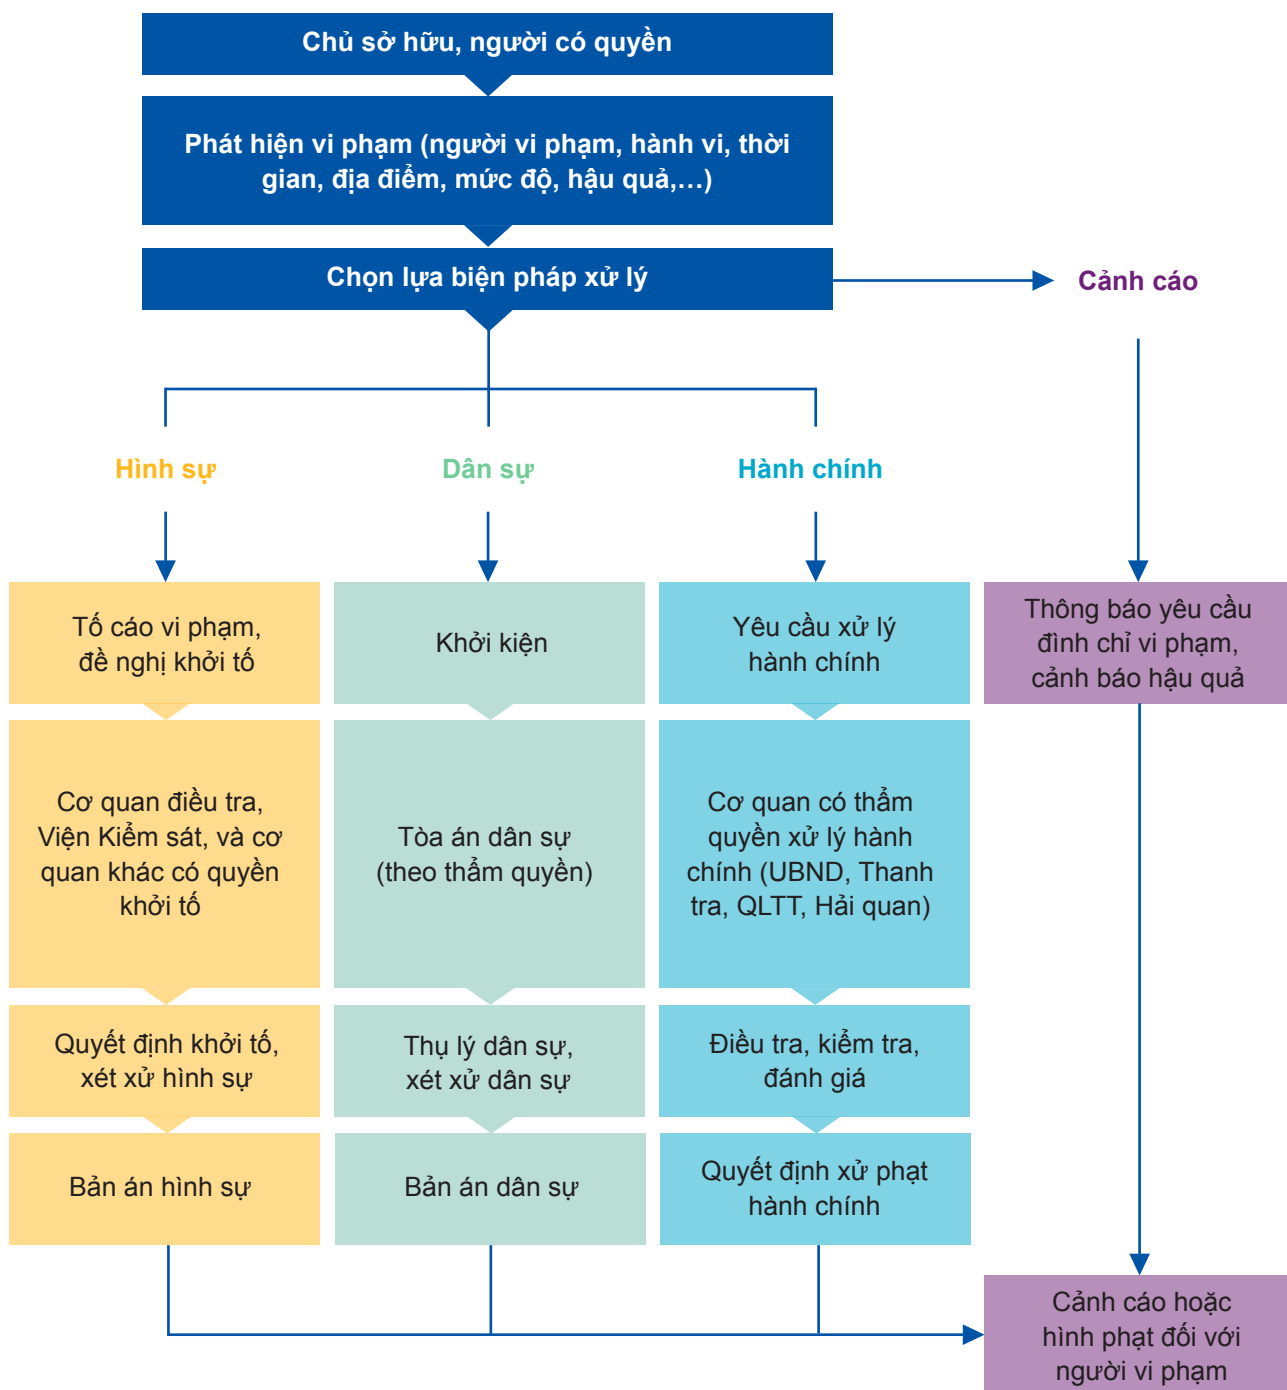 Chủ sở hữu, người có quyền
Phát hiện vi phạm (người vi phạm, hành vi, thời
gian, địa điểm, mức độ, hậu quả,…)
Chọn lựa biện pháp xử lý
Cảnh cáo
Hình sự
Dân sự
Hành chính
Tố cáo vi phạm,
đề nghị khởi tố
Khởi kiện
Yêu cầu xử lý
hành chính
Thông báo yêu cầu
đình chỉ vi phạm,
cảnh báo hậu quả
Cơ quan điều tra,
Viện Kiểm sát, và cơ
quan khác có quyền
khởi tố
Tòa án dân sự
(theo thẩm quyền)
Cơ quan có thẩm
quyền xử lý hành
chính (UBND, Thanh
tra, QLTT, Hải quan)
Quyết định khởi tố,
xét xử hình sự
Thụ lý dân sự,
xét xử dân sự
Điều tra, kiểm tra,
đánh giá
Bản án hình sự
Bản án dân sự
Quyết định xử phạt
hành chính
Cảnh cáo hoặc
hình phạt đối với
người vi phạm